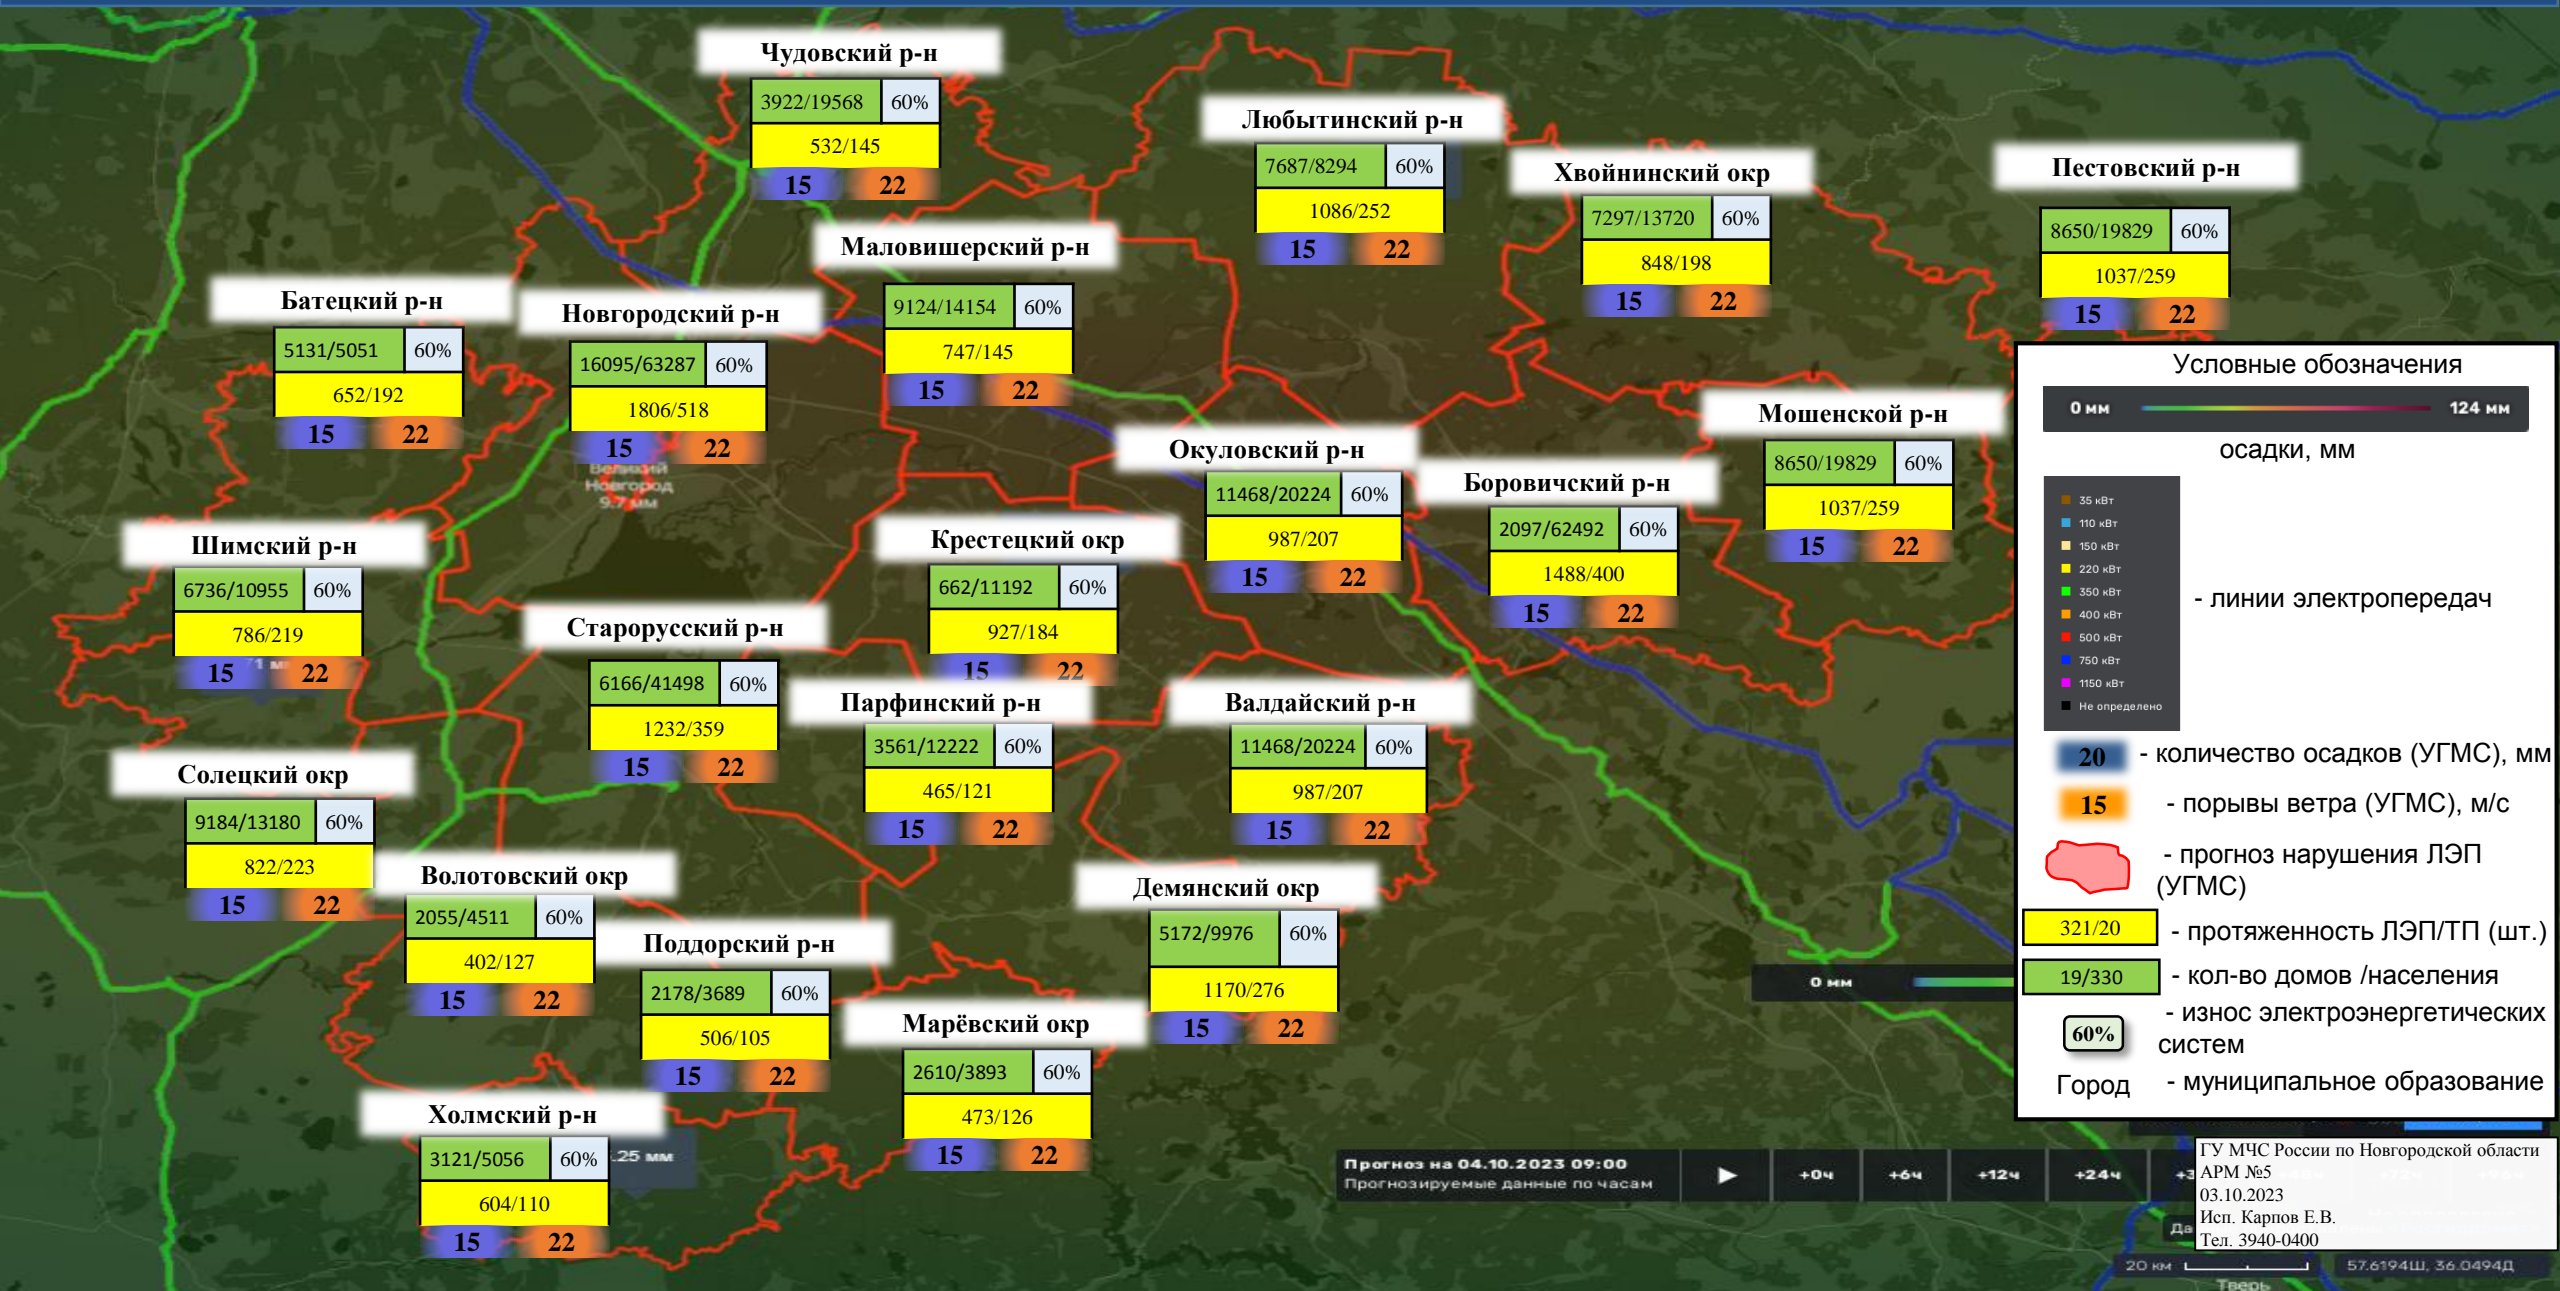 Чудовский р-н
3922/19568 60%
532/145
15 22
Любытинский р-н
7687/8294 60%
1086/252
15 22
Хвойнинский окр
7297/13720 60%
848/198
15 22
Пестовский р-н
8650/19829 60%
1037/259
15 22
Маловишерский р-н
9124/14154 60%
747/145
15 22
Батецкий р-н
5131/5051 60%
652/192
15 22
Новгородский р-н
16095/63287 60%
1806/518
15 22
Великий
Новгород
9.7 мм
Мошенской р-н
8650/19829 60%
1037/259
15 22
Окуловский р-н
11468/20224 60%
987/207
15 22
Боровичский р-н
2097/62492 60%
1488/400
15 22
Шимский р-н
6736/10955 60%
786/219
15 22
Крестецкий окр
662/11192 60%
927/184
15 22
Старорусский р-н
6166/41498 60%
1232/359
15 22
Парфинский р-н
3561/12222 60%
465/121
15 22
Валдайский р-н
11468/20224 60%
987/207
15 22
Солецкий окр
9184/13180 60%
822/223
15 22
Волотовский окр
2055/4511 60%
402/127
15 22
Поддорский р-н
2178/3689 60%
506/105
15 22
Демянский окр
5172/9976 60%
1170/276
15 22
Марёвский окр
2610/3893 60%
473/126
15 22
Холмский р-н
3121/5056 60%
604/110
15 22
.25 мм
Условные обозначения
0 мм 124 мм
осадки, мм
35 кВт
110 кВт
150 кВт
220 кВт
350 кВт
400 кВт
500 кВт
750 кВт
1150 кВт
Не определено
- линии электропередач
20 - количество осадков (УГМС), мм
15 - порывы ветра (УГМС), м/с
- прогноз нарушения ЛЭП
(УГМС)
321/20 - протяженность ЛЭП/ТП (шт.)
19/330 - кол-во домов /населения
60% - износ электроэнергетических
систем
Город - муниципальное образование
0 мм
Прогноз на 04.10.2023 09:00
Прогнозируемые данные по часам
+0ч +6ч +12ч +24ч +3
ГУ МЧС России по Новгородской области
АРМ №5
03.10.2023
Исп. Карпов Е.В.
Тел. 3940-0400
Да
20 км 57.6194Ш, 36.0494Д
Тверь